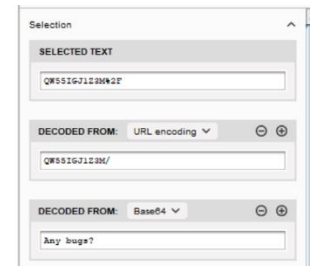 Selection
SELECTED TEXT
QW55IGJ1Z3M%2F
DECODED FROM: URL encoding
QW55IGJ1Z3M/
DECODED FROM: Base64
Any bugs?